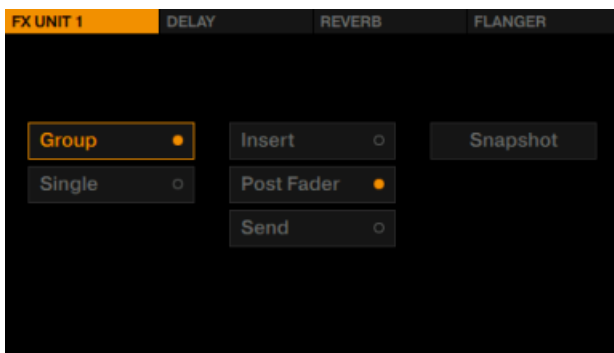 FX UNIT 1 DELAY REVERB FLANGER
Group Insert Snapshot
Single Post Fader
Send